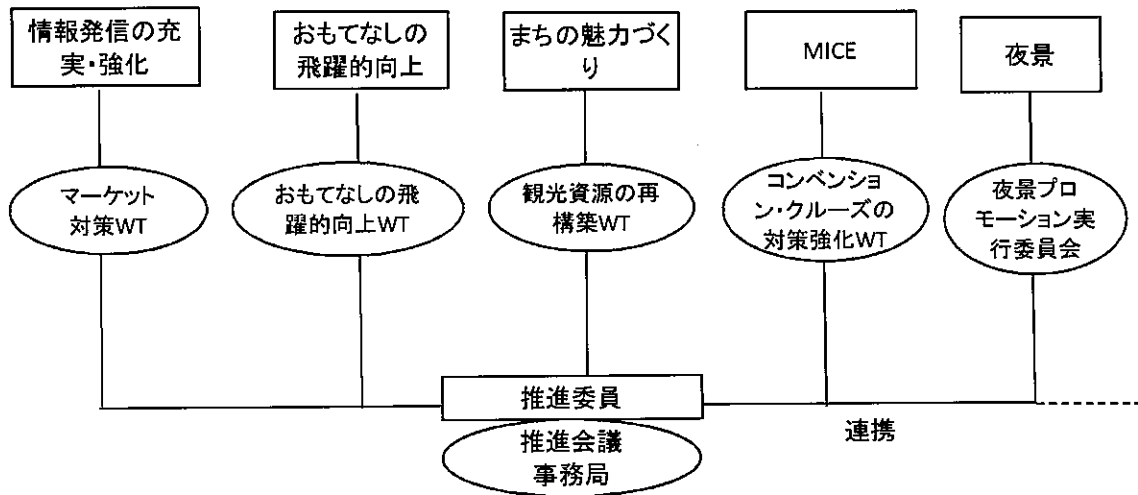 情報発信の充
実・強化
おもてなしの
飛躍的向上
まちの魅力づく
り
MICE
夜景
マーケット
対策WT
おもてなしの飛
躍的向上WT
観光資源の再
構築WT
コンベンショ
ン・クルーズの
対策強化WT
夜景プロ
モーション実
行委員会
推進委員
連携
推進会議
事務局